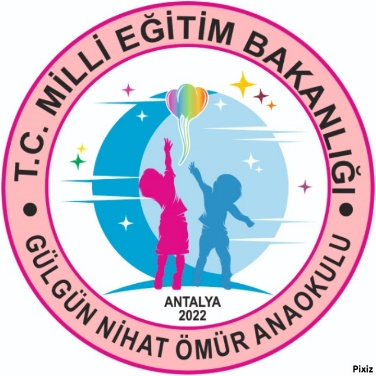 T.C. MİLLİ EĞİTİM BAKANLIĞI
ANTALYA
2022
GÜLGÜN NİHAT ÖMÜR ANAOKULU
Pixiz